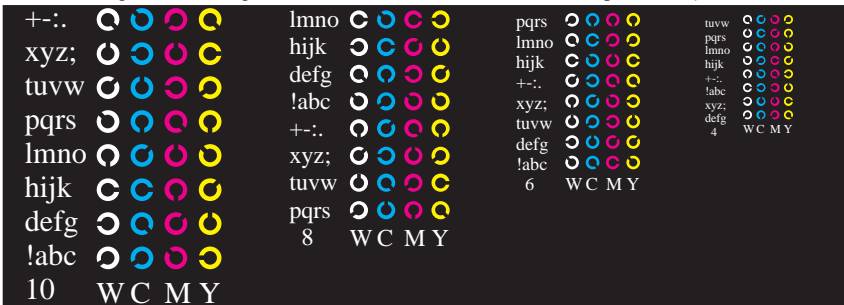 +-:.
xyz;
tuvw
pqrs
lmno
hijk
defg
!abc
10 W C M Y
lmno
hijk
defg
!abc
+-:.
xyz;
tuvw
pqrs
8 W C M Y
pqrs
lmno
hijk
+-:.
xyz;
tuvw
defg
!abc
6 W C M Y
tuvw
pqrs
lmno
hijk
+-:.
!abc
xyz;
defg
4 W C M Y